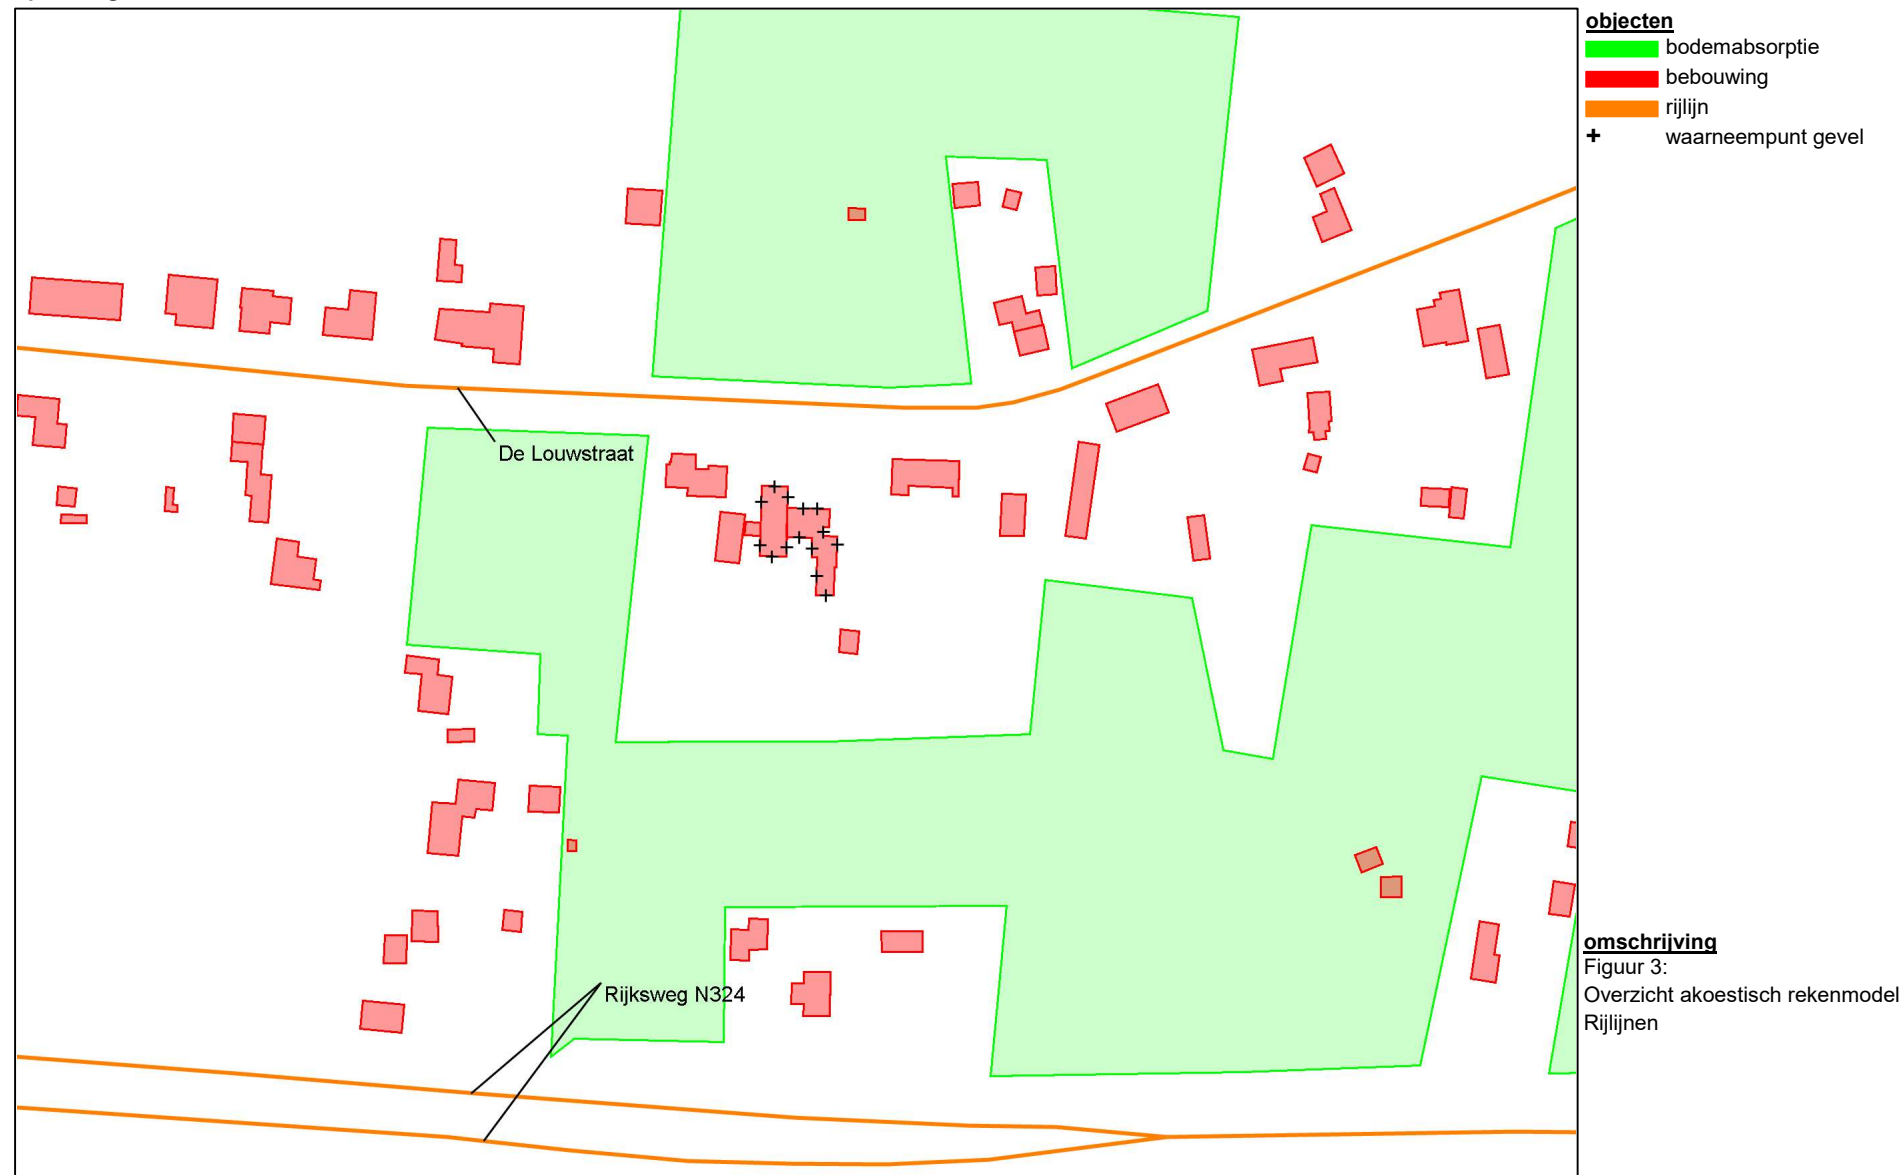 objecten
bodemabsorptie
bebouwing
rijlijn
waarneempunt gevel
De Louwstraat
Rijksweg N324
omschrijving
Figuur 3:
Overzicht akoestisch rekenmodel
Rijlijnen